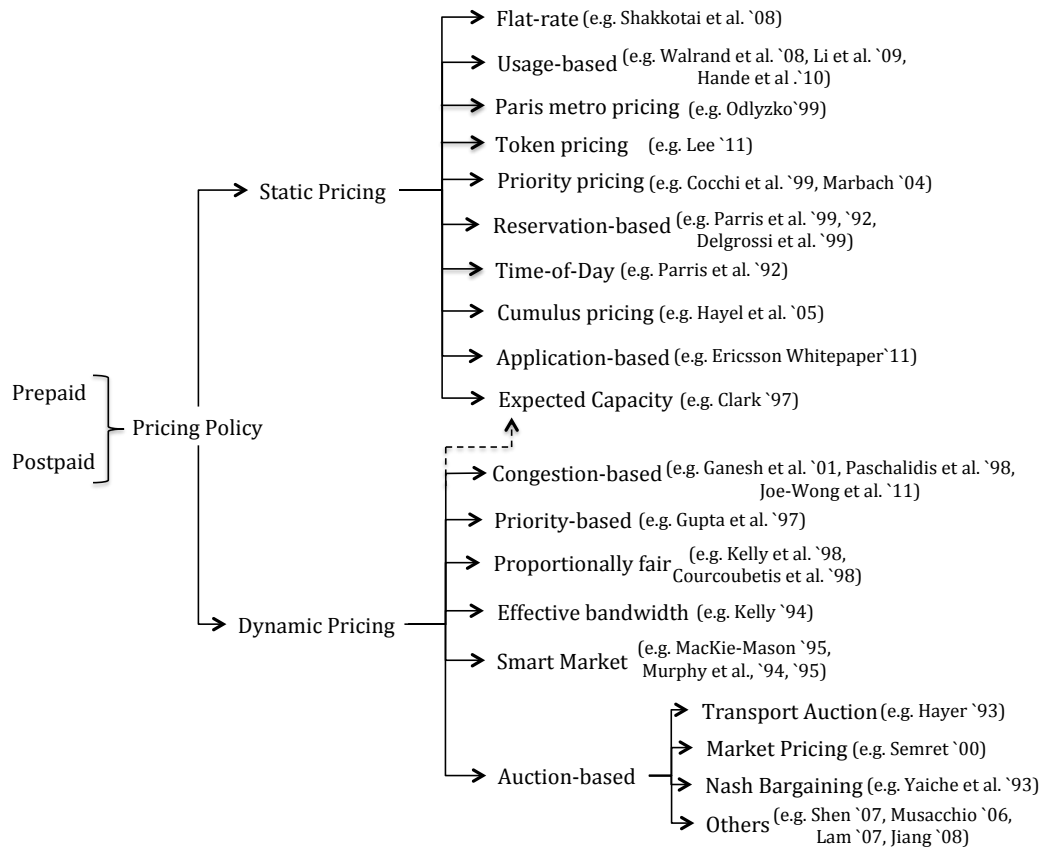 Flat-rate (e.g. Shakkotai et al. `08)
Usage-based (e.g. Walrand et al. `08, Li et al. `09,
Hande et al .`10)
Paris metro pricing (e.g. Odlyzko`99)
Token pricing (e.g. Lee `11)
Priority pricing (e.g. Cocchi et al. `99, Marbach `04)
Static Pricing
Reservation-based (e.g. Parris et al. `99, `92,
Delgrossi et al. `99)
Time-of-Day (e.g. Parris et al. `92)
Cumulus pricing (e.g. Hayel et al. `05)
Application-based (e.g. Ericsson Whitepaper`11)
Expected Capacity (e.g. Clark `97)
Prepaid
Pricing Policy
Postpaid
Congestion-based (e.g. Ganesh et al. `01, Paschalidis et al. `98,
Joe-Wong et al. `11)
Priority-based (e.g. Gupta et al. `97)
Proportionally fair (e.g. Kelly et al. `98,
Courcoubetis et al. `98)
Effective bandwidth (e.g. Kelly `94)
Dynamic Pricing
Smart Market (e.g. MacKie-Mason `95,
Murphy et al., `94, `95)
Transport Auction (e.g. Hayer `93)
Market Pricing (e.g. Semret `00)
Auction-based
Nash Bargaining (e.g. Yaiche et al. `93)
Others (e.g. Shen `07, Musacchio `06,
Lam `07, Jiang `08)